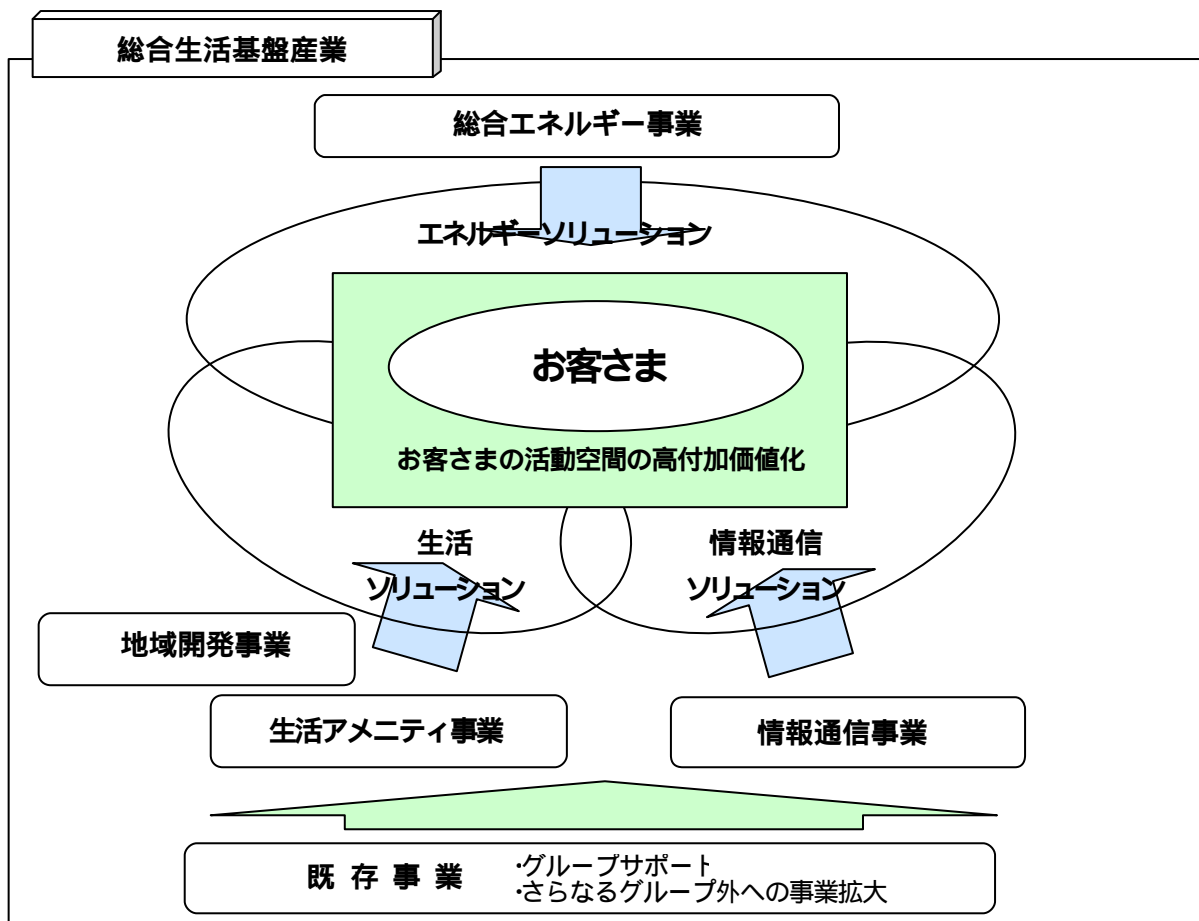 総合生活基盤産業
総合エネルギー事業
エネルギーソリューション
お客さま
お客さまの活動空間の高付加価値化
生活
ソリューション
情報通信
ソリューション
地域開発事業
生活アメニティ事業
情報通信事業
既存事業
・グループサポート
・さらなるグループ外への事業拡大